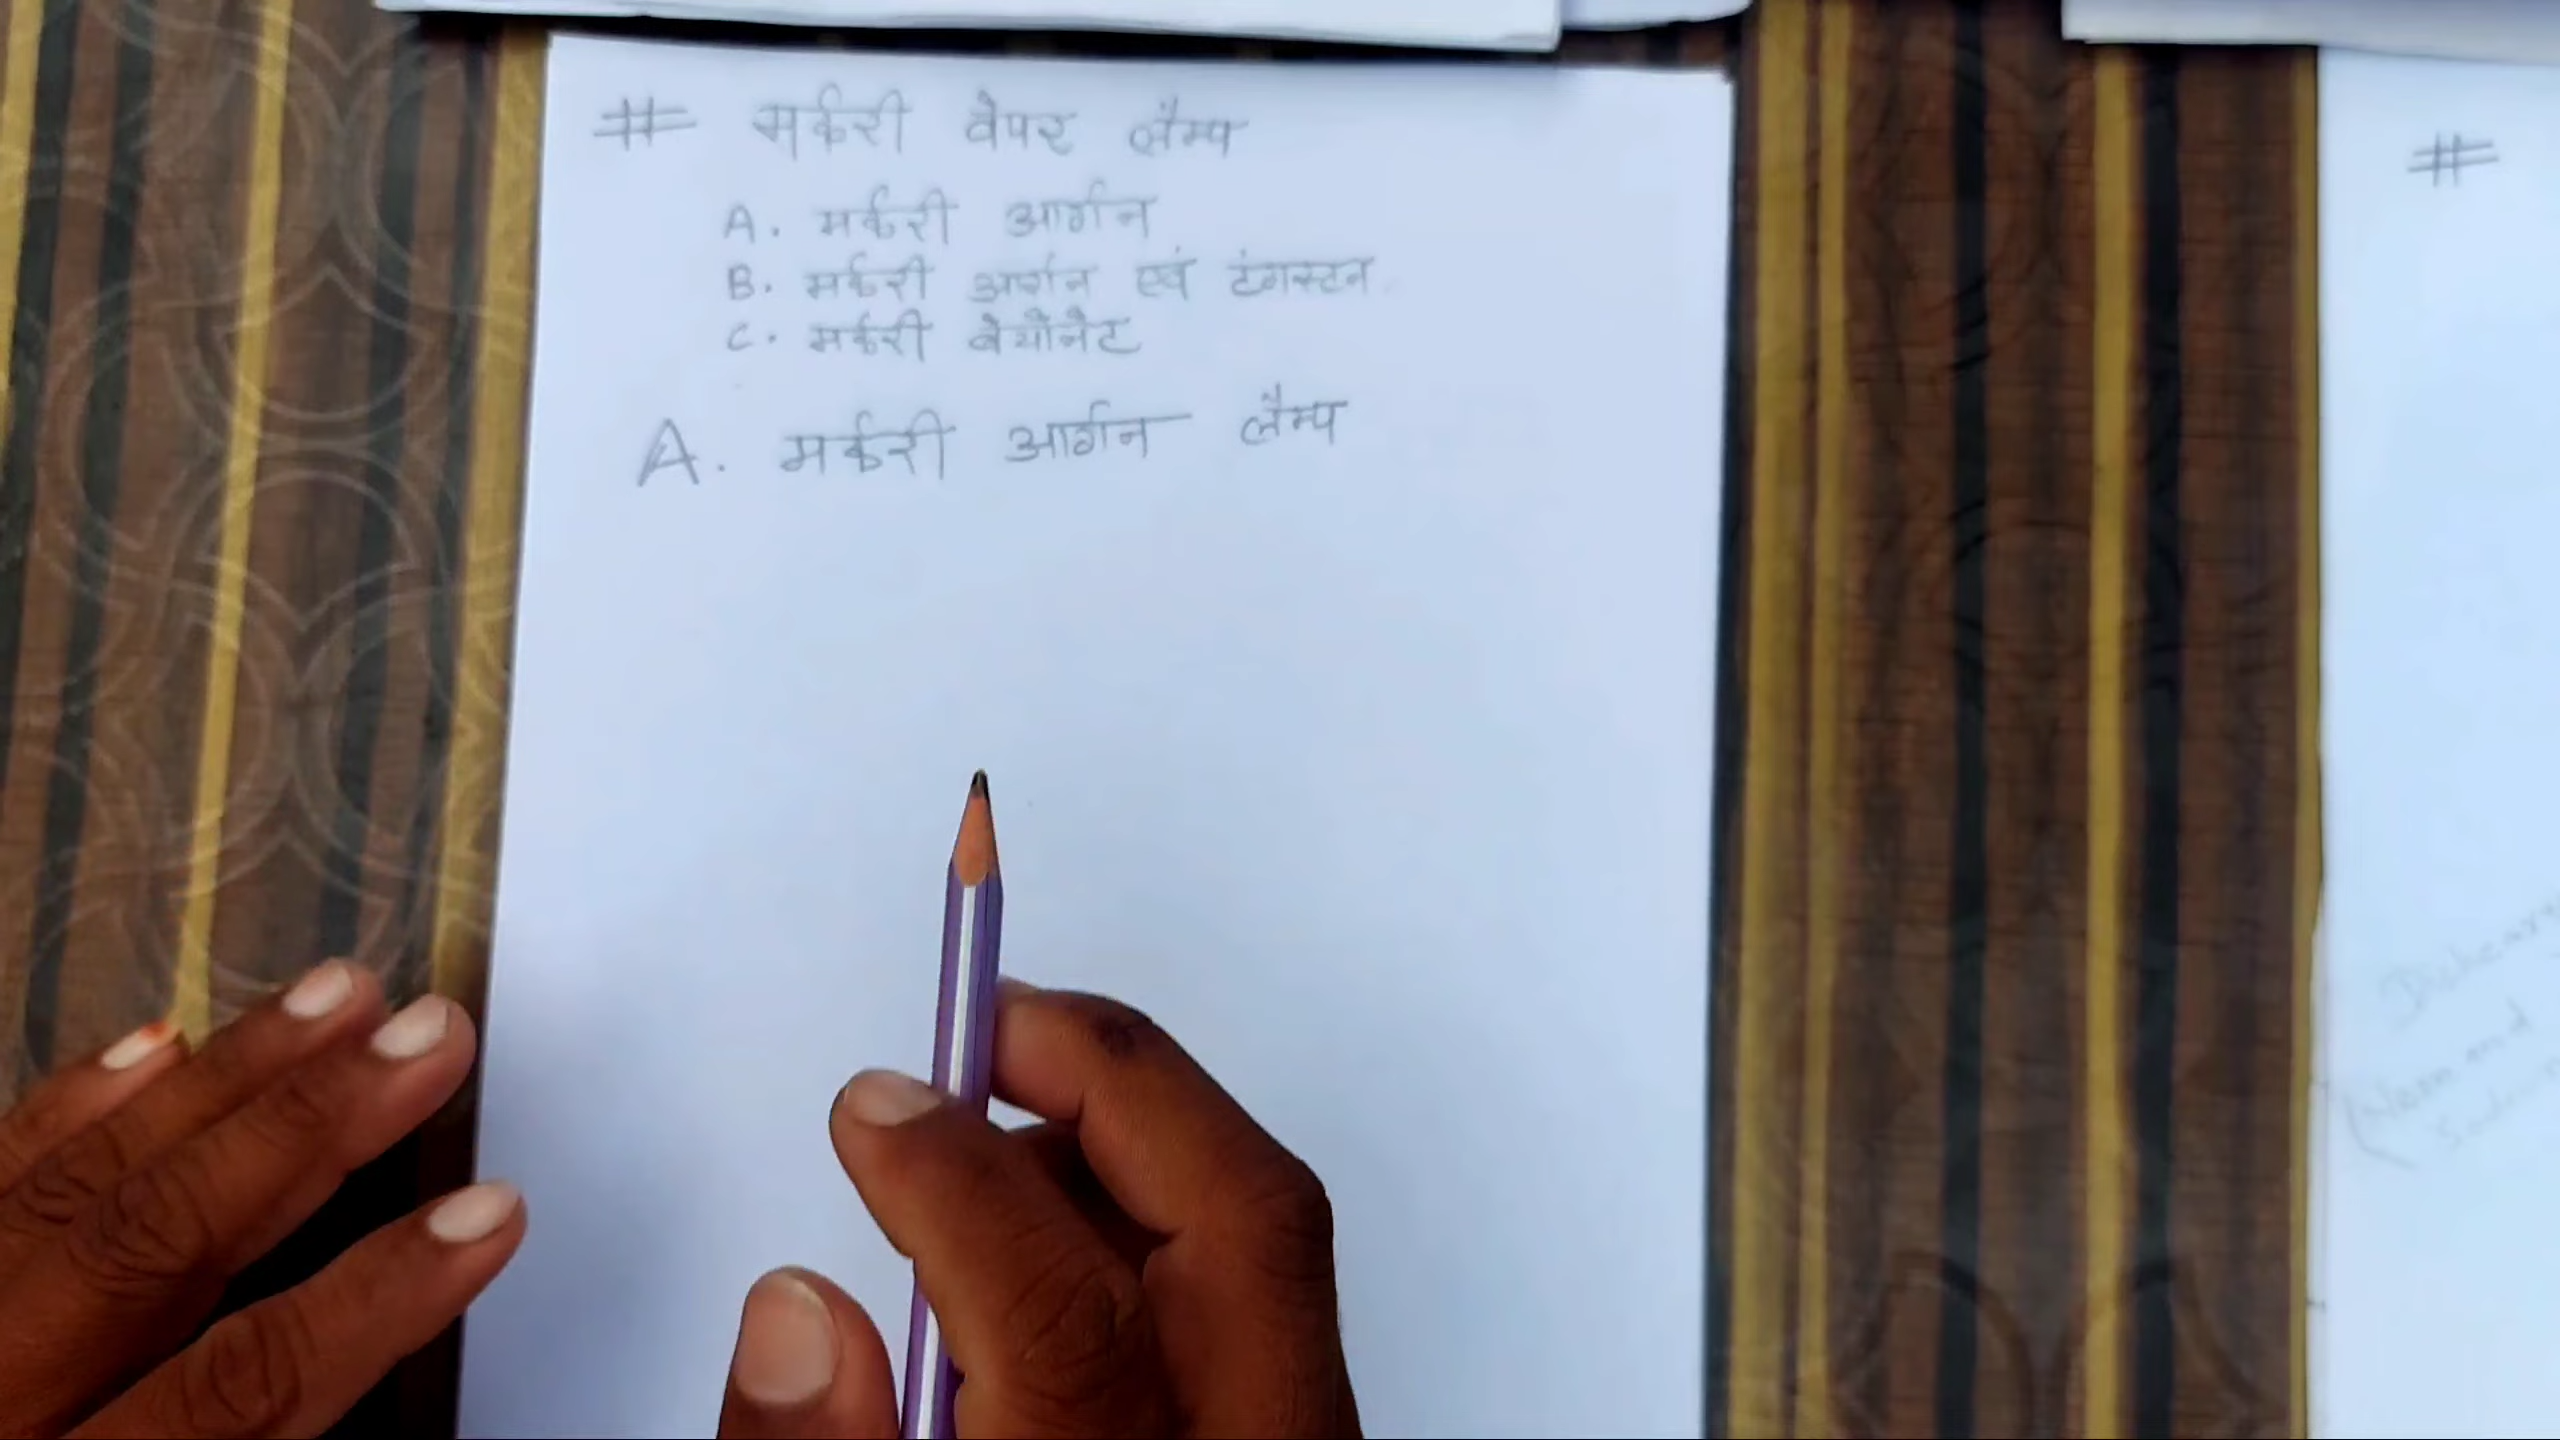 # मर्करी वेपर लैम्प
A. मर्करी आर्गन
B. मर्करी आर्गन एवं टंगस्टन
C. मर्करी बेयोनेट
A. मर्करी आर्गन लैम्प
#